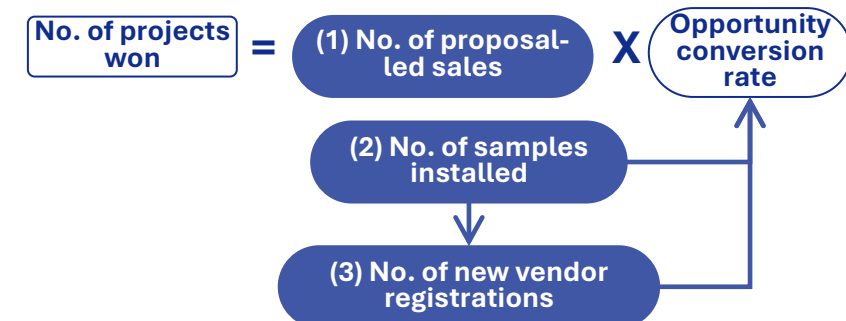 No. of projects
won
=
(1) No. of proposal-
led sales
X
Opportunity
conversion
rate
(2) No. of samples
installed
(3) No. of new vendor
registrations